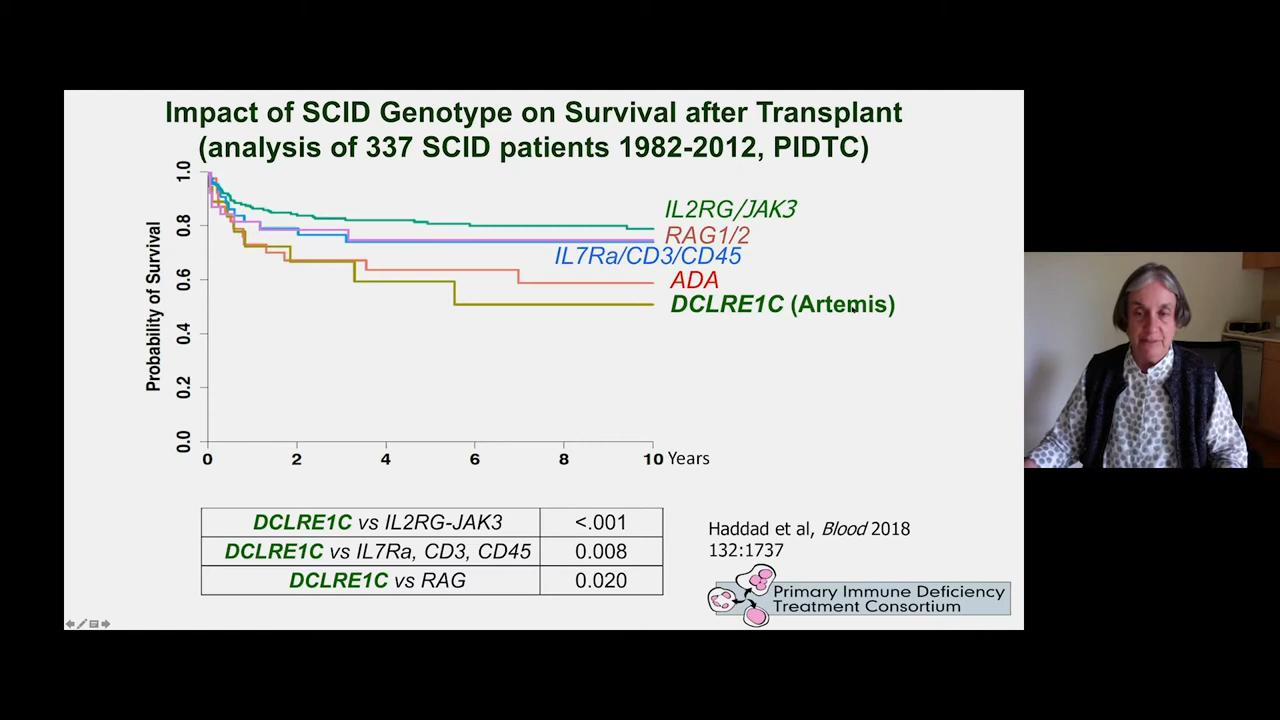 Impact of SCID Genotype on Survival after Transplant
(analysis of 337 SCID patients 1982-2012, PIDTC)
Probability of Survival
1.0
0.8
0.6
0.4
0.2
0.0
0 2 4 6 8 10 Years
IL2RG/JAK3
RAG1/2
IL7Ra/CD3/CD45
ADA
DCLRE1C (Artemis)
DCLRE1C vs IL2RG-JAK3 <.001
DCLRE1C vs IL7Ra, CD3, CD45 0.008
DCLRE1C vs RAG 0.020
Haddad et al, Blood 2018
132:1737
Primary Immune Deficiency
Treatment Consortium